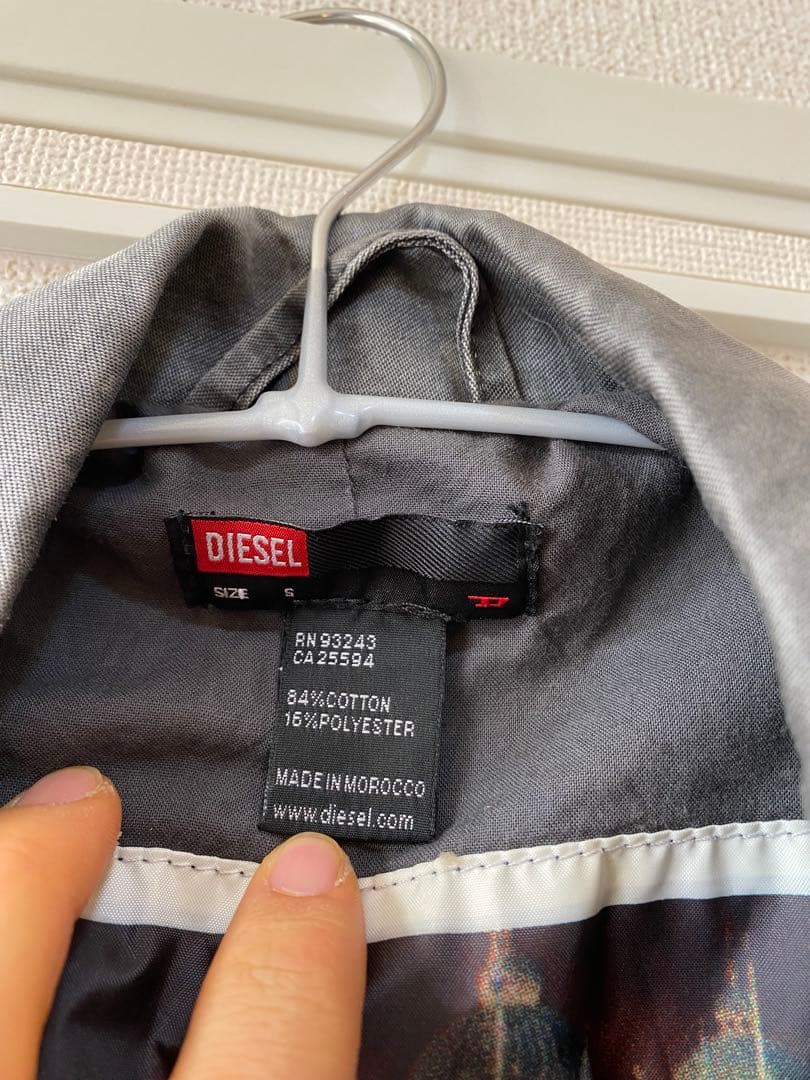 DIESEL
SIZE S
RN 93243
CA 25594
84%COTTON
16%POLYESTER
MADE IN MOROCCO
www.diesel.com